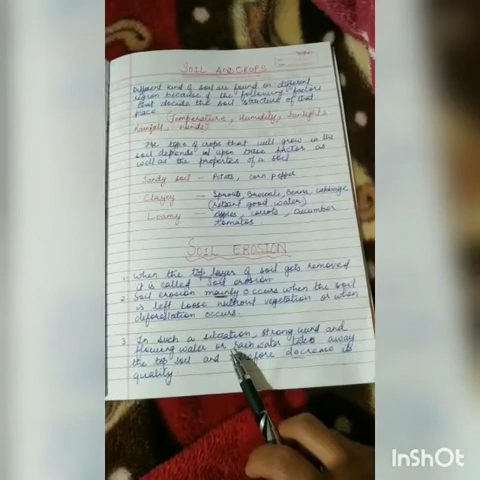 SOIL AND CROPS
Different kind of soil are found in different
region because of the following factors
that decide the soil structure of that
place
(Temperature, Humidity, Sunlight,
Rainfall, Winds)
The type of crops that will grow in the
soil depends upon these factor as
well as the properties of a soil
Sandy soil - Potato, corn pepper
Clayey - Sprouts, Broccoli, Beans, cabbage
(retaint good water)
Loamy - apples, carrots, cucumber
tomatos
SOIL EROSION
1. When the top layer of soil gets removed
it is called Soil erosion
2. Soil erosion mainly occurs when the soil
is left loose without vegetation or when
deforestation occurs.
3. In such a situation, strong wind and
flowing water or rain water take away
the top soil and decrease its
quality.
InShOt